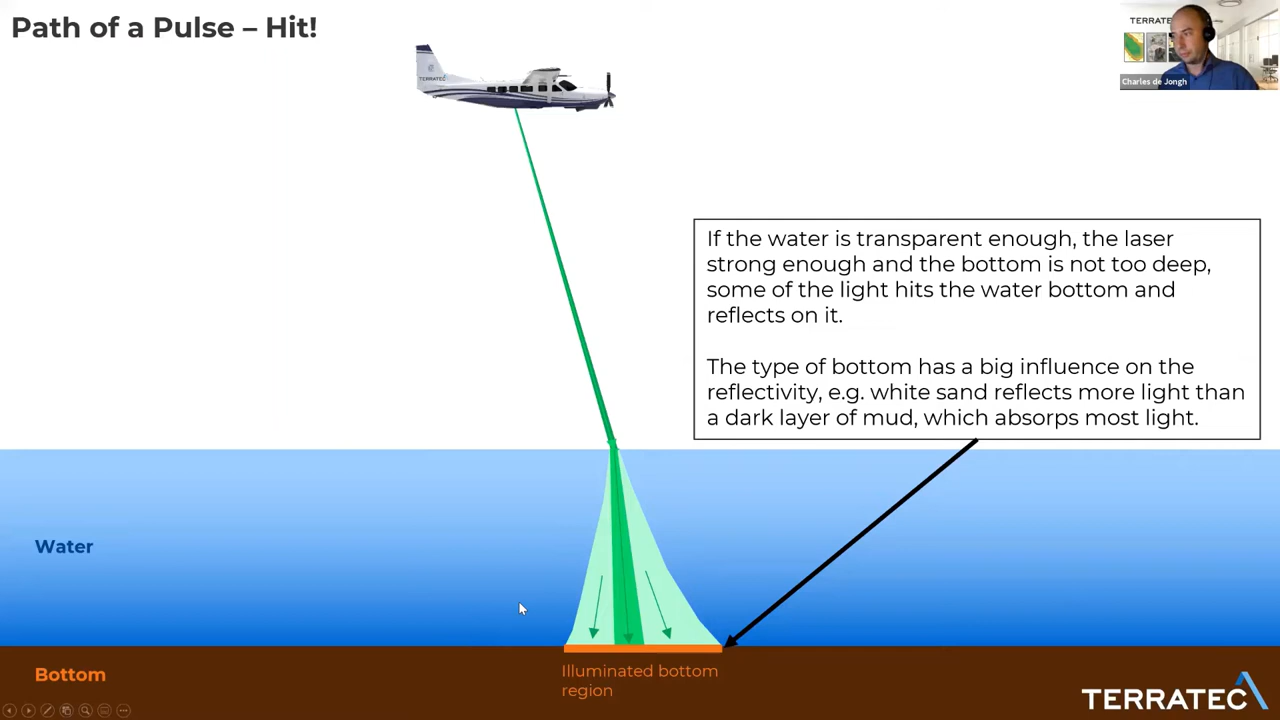 Path of a Pulse – Hit!
TERRATEC
TERRATE
Charles de Jongh
If the water is transparent enough, the laser
strong enough and the bottom is not too deep,
some of the light hits the water bottom and
reflects on it.
The type of bottom has a big influence on the
reflectivity, e.g. white sand reflects more light than
a dark layer of mud, which absorps most light.
Water
Bottom
Illuminated bottom
region
TERRATEC